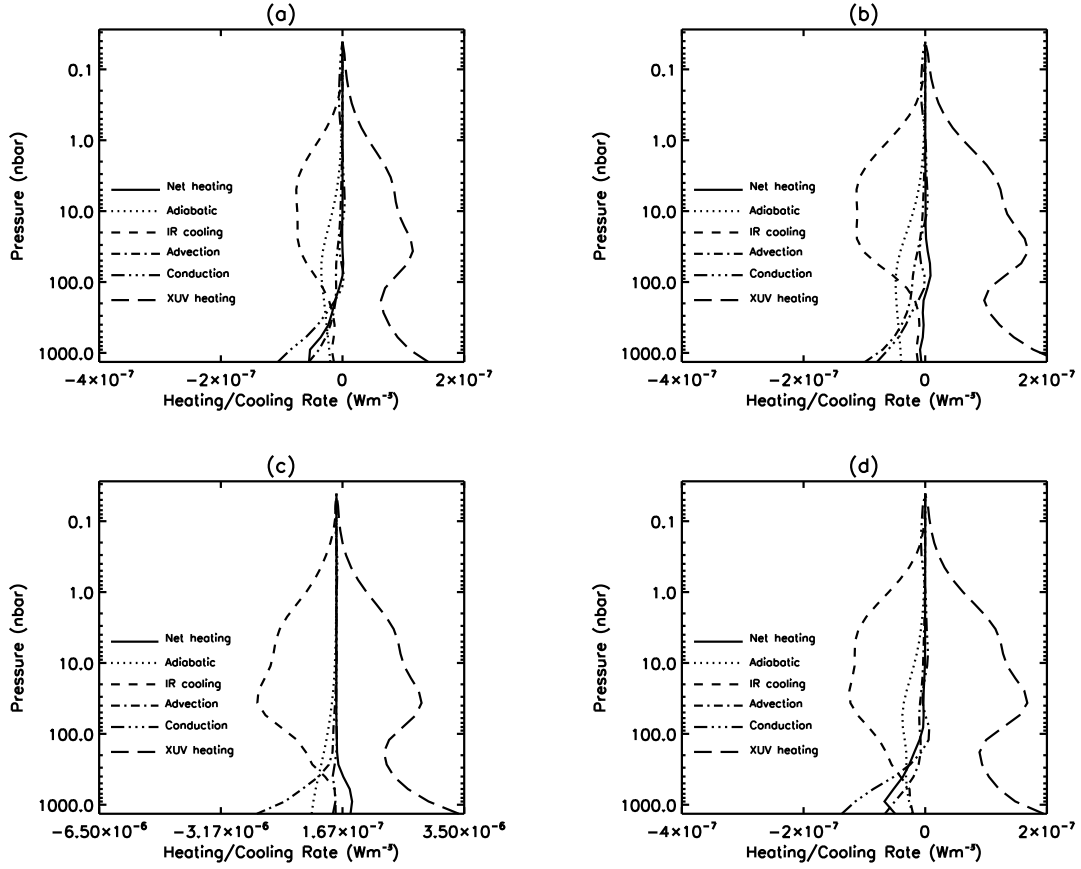 (a)
Pressure (nbar)
0.1
1.0
10.0
100.0
1000.0
Net heating
Adiabatic
IR cooling
Advection
Conduction
XUV heating
−4×10⁻⁷ −2×10⁻⁷ 0 2×10⁻⁷
Heating/Cooling Rate (Wm⁻³)
(b)
Pressure (nbar)
0.1
1.0
10.0
100.0
1000.0
Net heating
Adiabatic
IR cooling
Advection
Conduction
XUV heating
−4×10⁻⁷ −2×10⁻⁷ 0 2×10⁻⁷
Heating/Cooling Rate (Wm⁻³)
(c)
Pressure (nbar)
0.1
1.0
10.0
100.0
1000.0
Net heating
Adiabatic
IR cooling
Advection
Conduction
XUV heating
−6.50×10⁻⁶ −3.17×10⁻⁶ 1.67×10⁻⁷ 3.50×10⁻⁶
Heating/Cooling Rate (Wm⁻³)
(d)
Pressure (nbar)
0.1
1.0
10.0
100.0
1000.0
Net heating
Adiabatic
IR cooling
Advection
Conduction
XUV heating
−4×10⁻⁷ −2×10⁻⁷ 0 2×10⁻⁷
Heating/Cooling Rate (Wm⁻³)